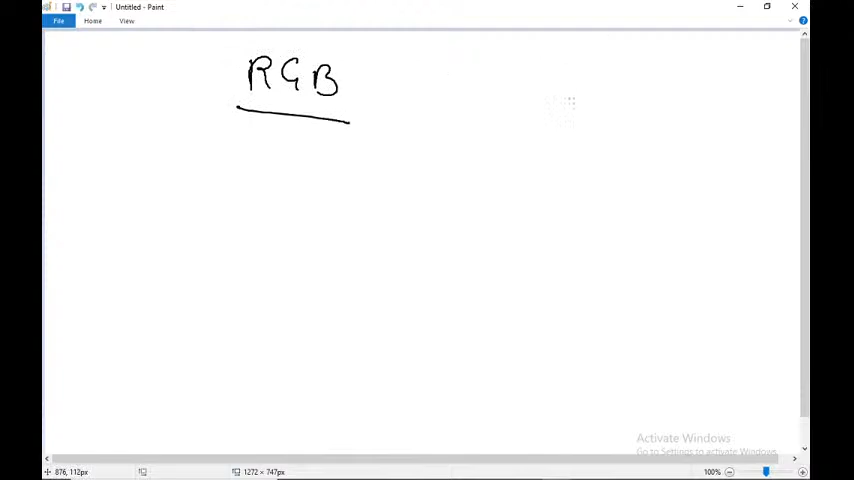 Untitled - Paint
File Home View
RGB
Activate Windows
Go to Settings to activate Windows.
876, 112px 1272 × 747px 100%